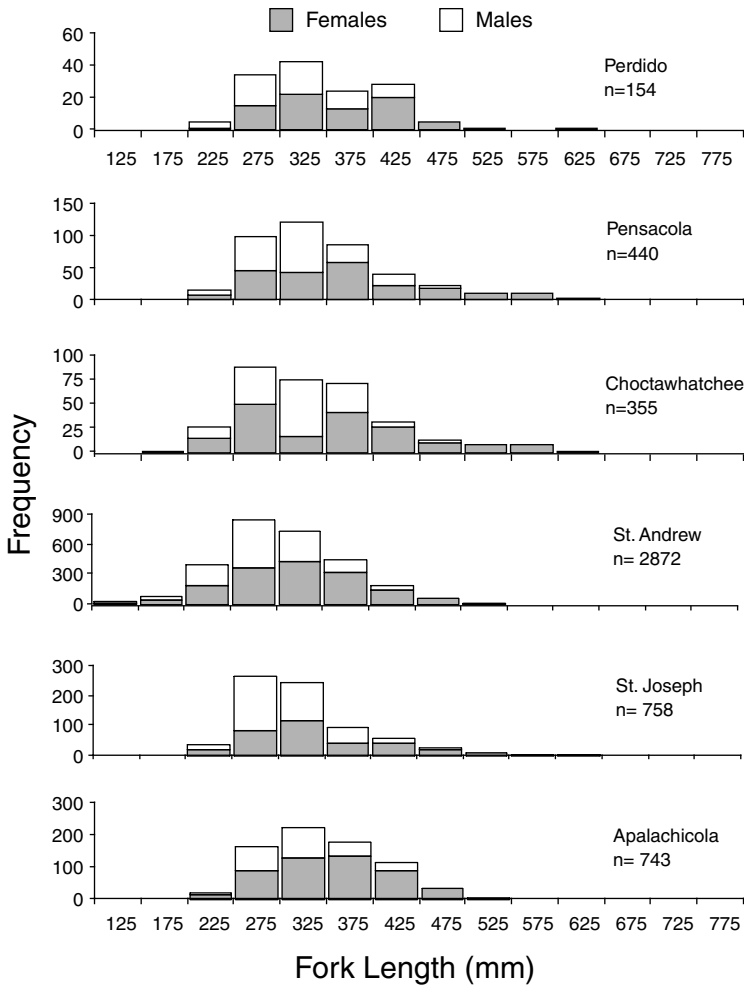 Females Males
60
40
20
0
Perdido
n=154
125 175 225 275 325 375 425 475 525 625 675 725 775
150
100
50
0
Pensacola
n=440
100
75
50
25
0
Choctawhatchee
n=355
Frequency
900
600
300
0
St. Andrew
n= 2872
300
200
100
0
St. Joseph
n= 758
300
200
100
0
Apalachicola
n= 743
125 175 225 275 325 375 425 475 525 575 625 675 725 775
Fork Length (mm)